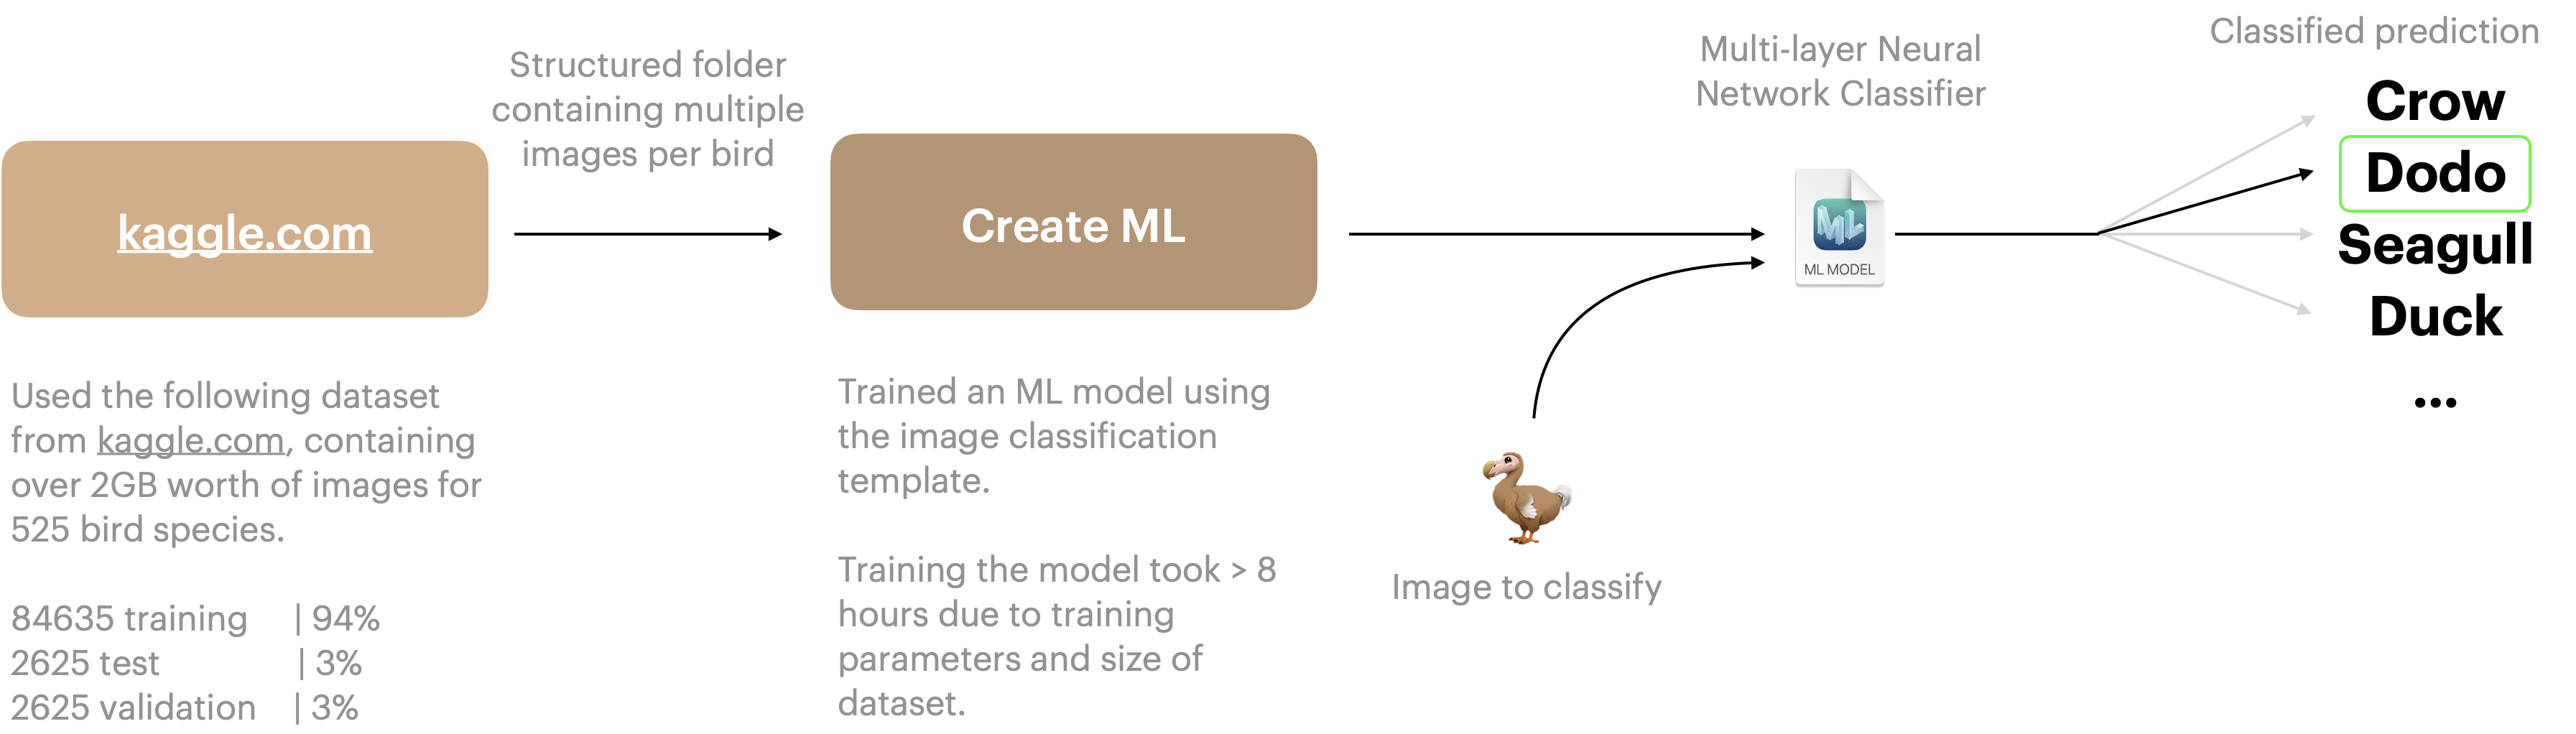 kaggle.com
Used the following dataset
from kaggle.com, containing
over 2GB worth of images for
525 bird species.
84635 training | 94%
2625 test | 3%
2625 validation | 3%
Structured folder
containing multiple
images per bird
Create ML
Trained an ML model using
the image classification
template.
Training the model took > 8
hours due to training
parameters and size of
dataset.
Image to classify
Multi-layer Neural
Network Classifier
ML
ML MODEL
Classified prediction
Crow
Dodo
Seagull
Duck
...